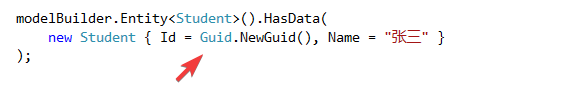 modelBuilder.Entity<Student>().HasData(
    new Student { Id = Guid.NewGuid(), Name = "张三" }
);